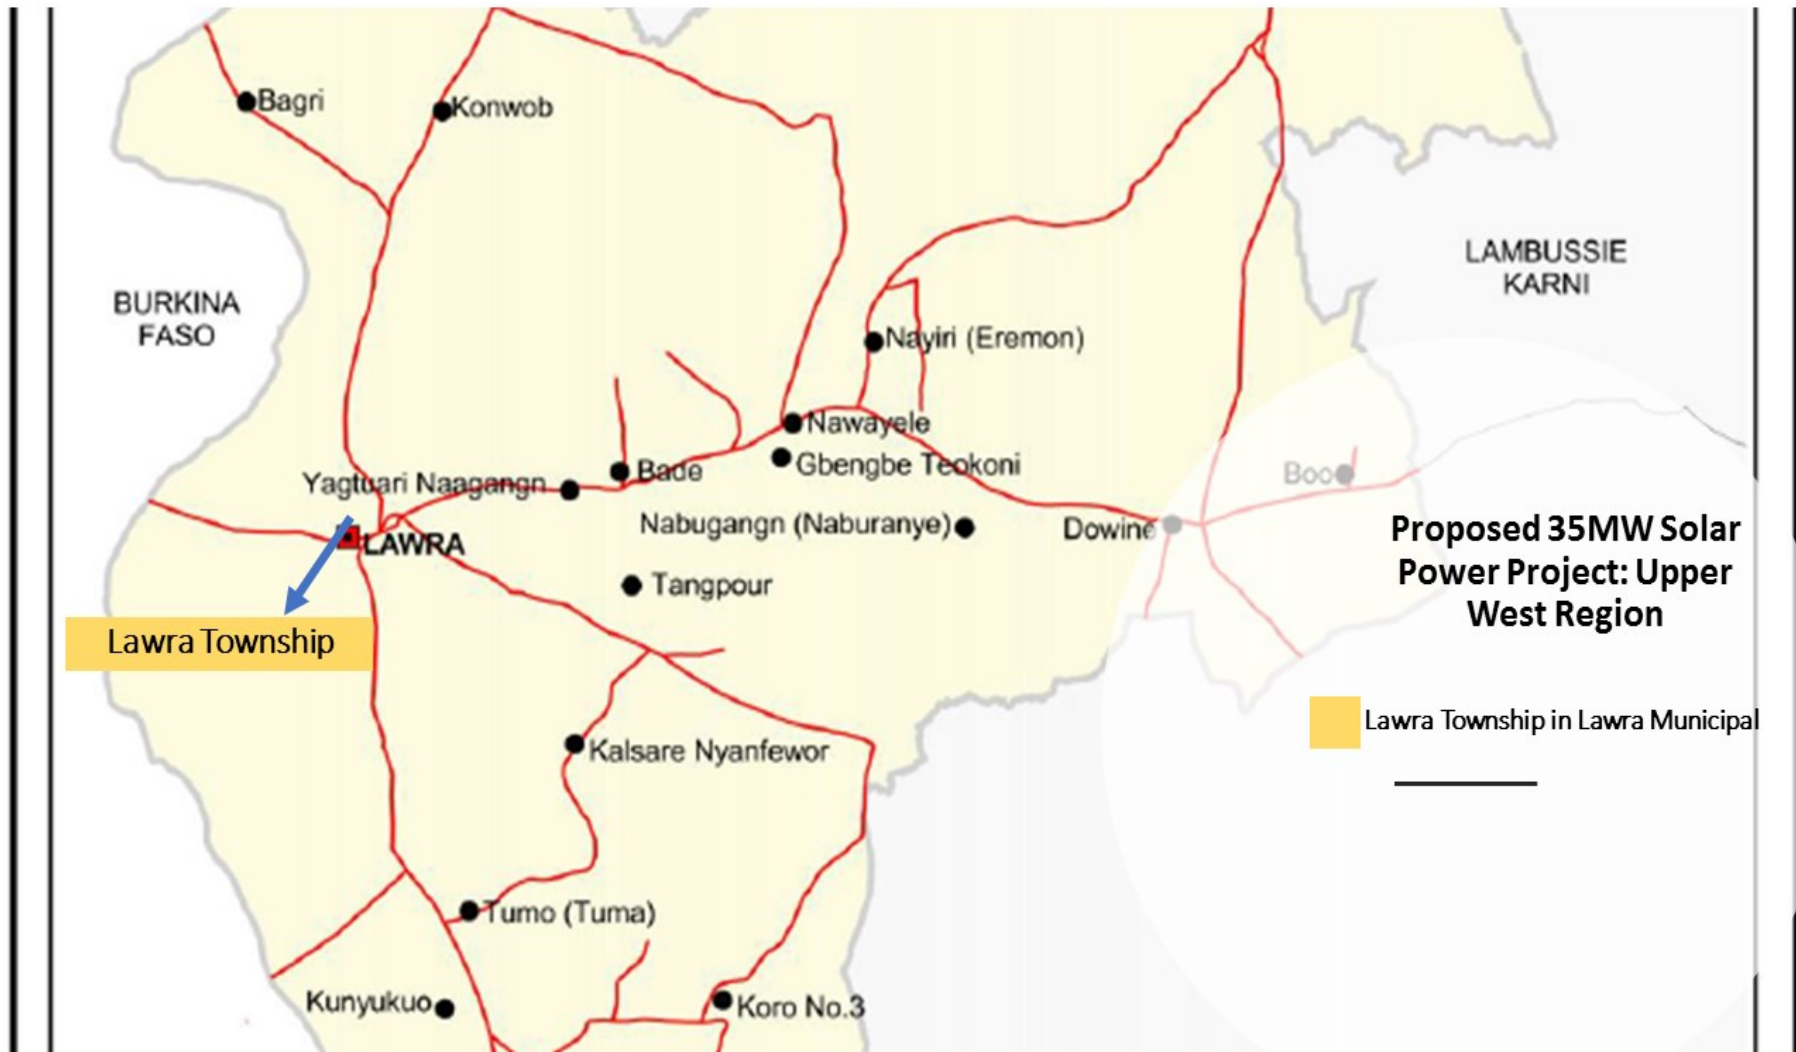 Bagri
Konwob
LAMBUSSIE
KARNI
BURKINA
FASO
Nayiri (Eremon)
Nawayele
Gbengbe Teokoni
Bade
Yagtuari Naagangn
Boo
Nabugangn (Naburanye)
Dowine
LAWRA
Proposed 35MW Solar
Power Project: Upper
West Region
Tangpour
Lawra Township
Lawra Township in Lawra Municipal
Kalsare Nyanfewor
Tumo (Tuma)
Kunyukuo
Koro No.3